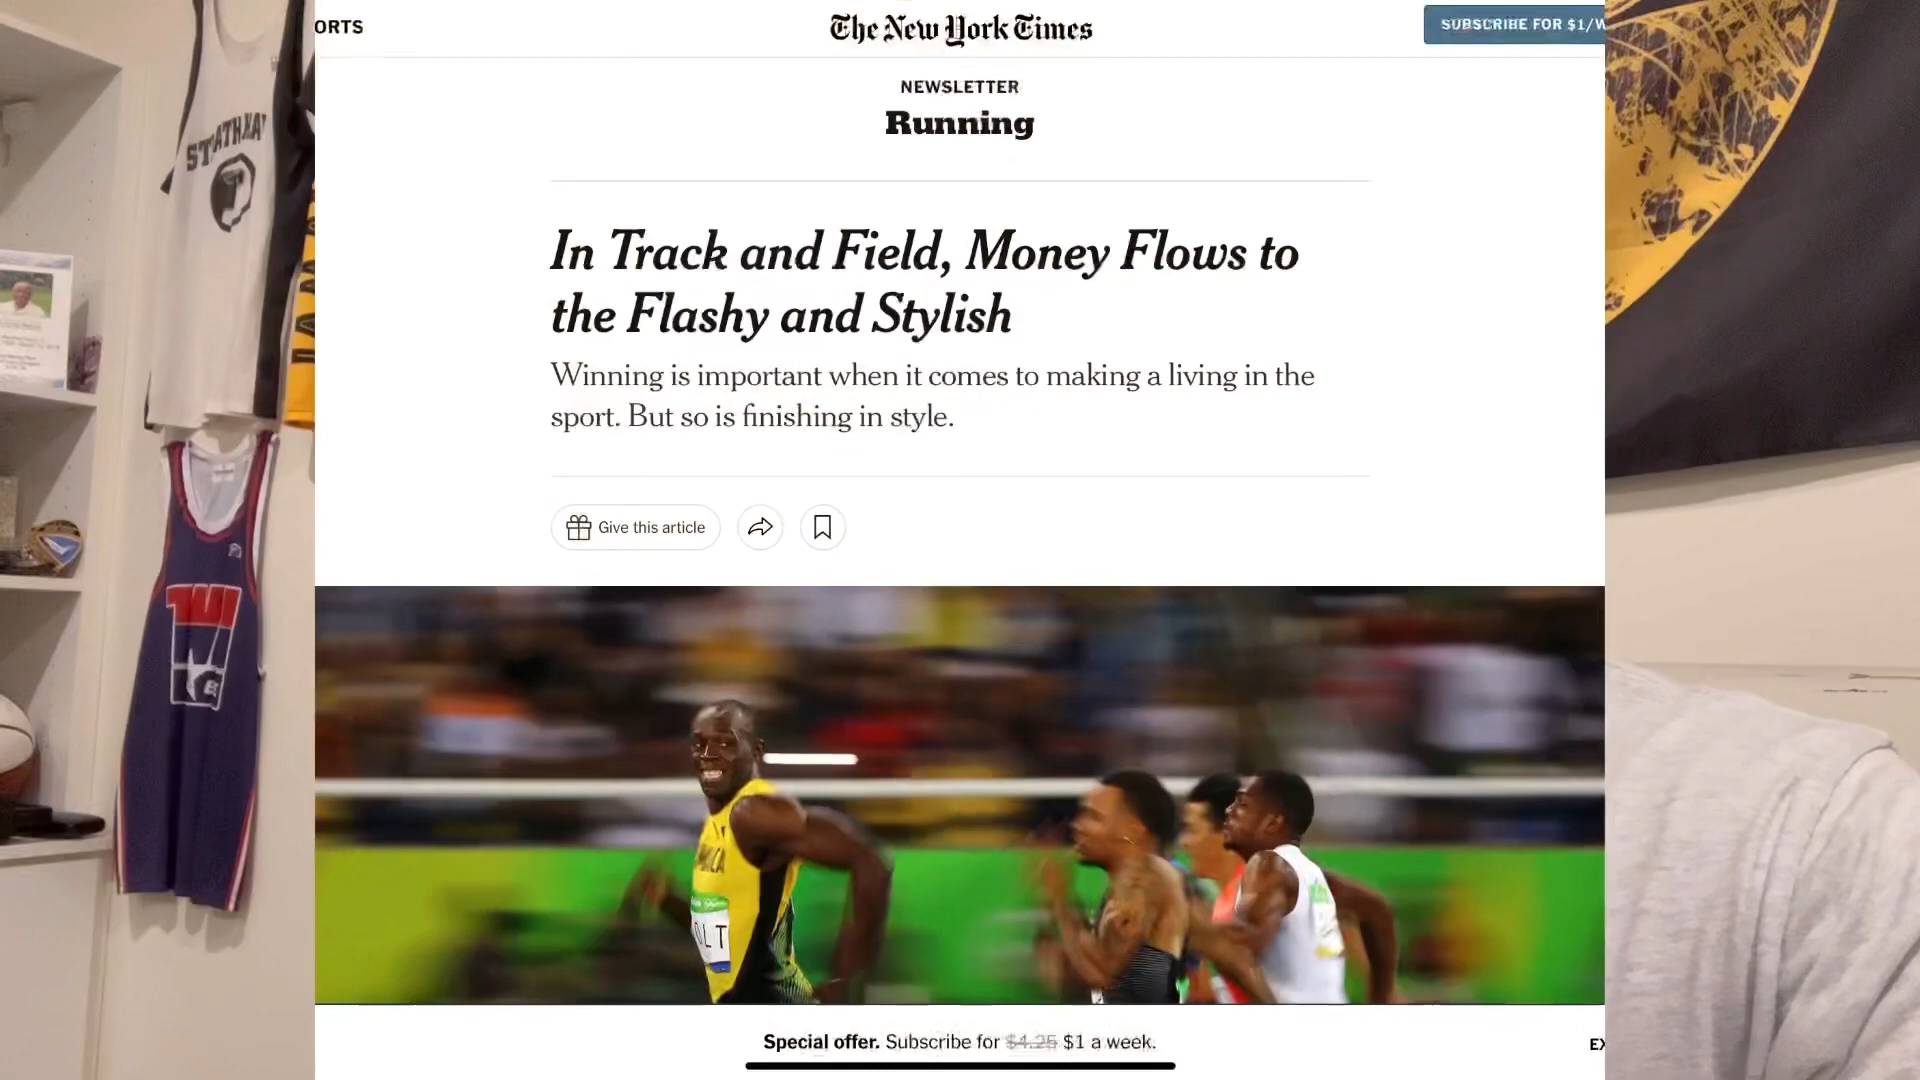 ORTS
The New York Times
SUBSCRIBE FOR $1/W
NEWSLETTER
Running
In Track and Field, Money Flows to
the Flashy and Stylish
Winning is important when it comes to making a living in the
sport. But so is finishing in style.
Give this article
OLT
Special offer. Subscribe for $4.25 $1 a week.
EX